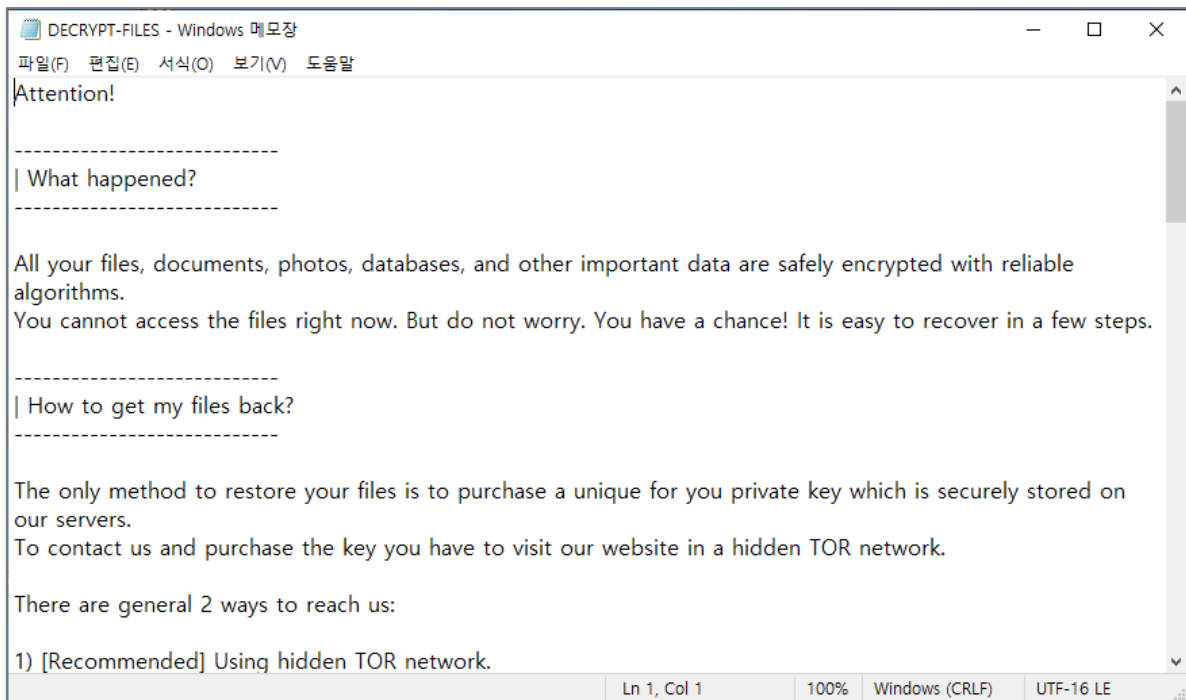 DECRYPT-FILES - Windows 메모장
파일(F) 편집(E) 서식(O) 보기(V) 도움말
Attention!
----------------------------
| What happened?
----------------------------
All your files, documents, photos, databases, and other important data are safely encrypted with reliable
algorithms.
You cannot access the files right now. But do not worry. You have a chance! It is easy to recover in a few steps.
----------------------------
| How to get my files back?
----------------------------
The only method to restore your files is to purchase a unique for you private key which is securely stored on
our servers.
To contact us and purchase the key you have to visit our website in a hidden TOR network.
There are general 2 ways to reach us:
1) [Recommended] Using hidden TOR network.
Ln 1, Col 1 100% Windows (CRLF) UTF-16 LE